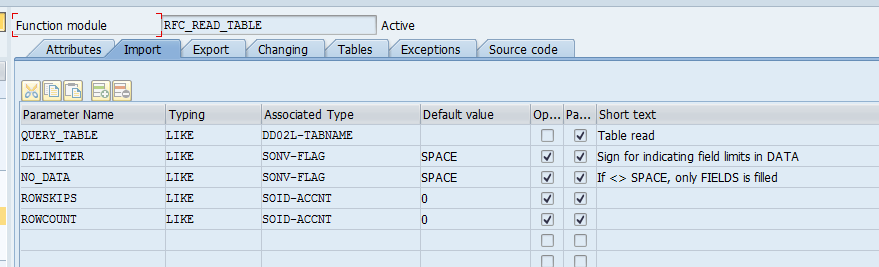 Function module RFC_READ_TABLE Active
Attributes Import Export Changing Tables Exceptions Source code
Parameter Name Typing Associated Type Default value Op... Pa... Short text
QUERY_TABLE LIKE DD02L-TABNAME Table read
DELIMITER LIKE SONV-FLAG SPACE Sign for indicating field limits in DATA
NO_DATA LIKE SONV-FLAG SPACE If <> SPACE, only FIELDS is filled
ROWSKIPS LIKE SOID-ACCNT 0
ROWCOUNT LIKE SOID-ACCNT 0